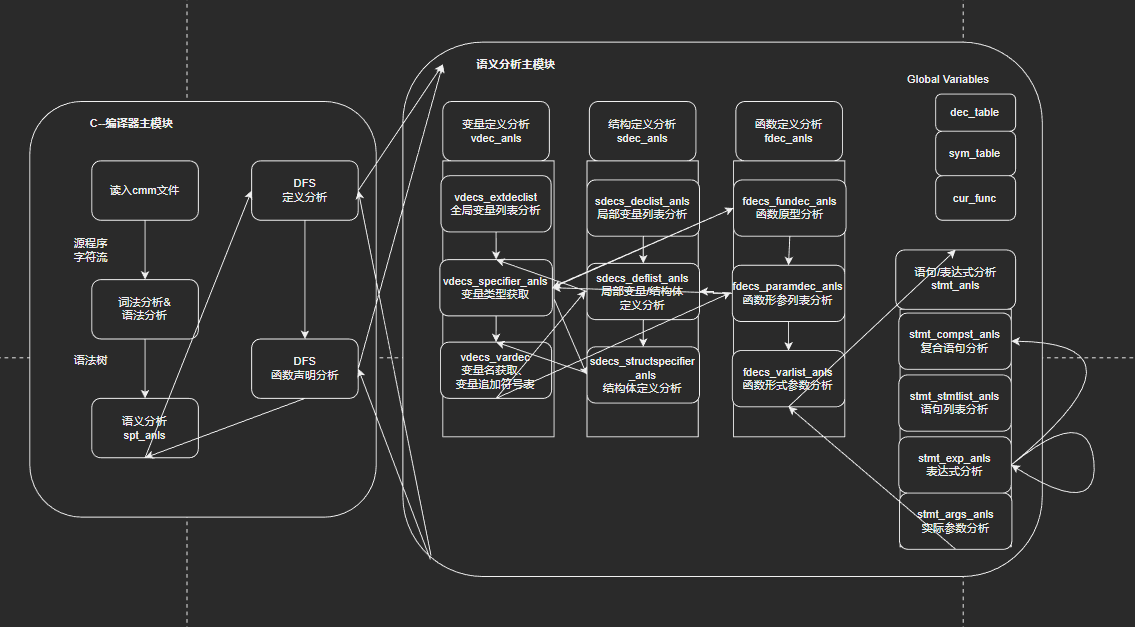 C--编译器主模块
读入cmm文件
源程序
字符流
词法分析&
语法分析
语法树
语义分析
spt_anls
DFS
定义分析
DFS
函数声明分析
语义分析主模块
变量定义分析
vdec_anls
vdecs_extdeclist
全局变量列表分析
vdecs_specifier_anls
变量类型获取
vdecs_vardec
变量名获取、
变量追加符号表
结构定义分析
sdec_anls
sdecs_declist_anls
局部变量列表分析
sdecs_deflist_anls
局部变量/结构体
定义分析
sdecs_structspecifier
_anls
结构体定义分析
函数定义分析
fdec_anls
fdecs_fundec_anls
函数原型分析
fdecs_paramdec_anls
函数形参列表分析
fdecs_varlist_anls
函数形式参数分析
Global Variables
dec_table
sym_table
cur_func
语句/表达式分析
stmt_anls
stmt_compst_anls
复合语句分析
stmt_stmtlist_anls
语句列表分析
stmt_exp_anls
表达式分析
stmt_args_anls
实际参数分析